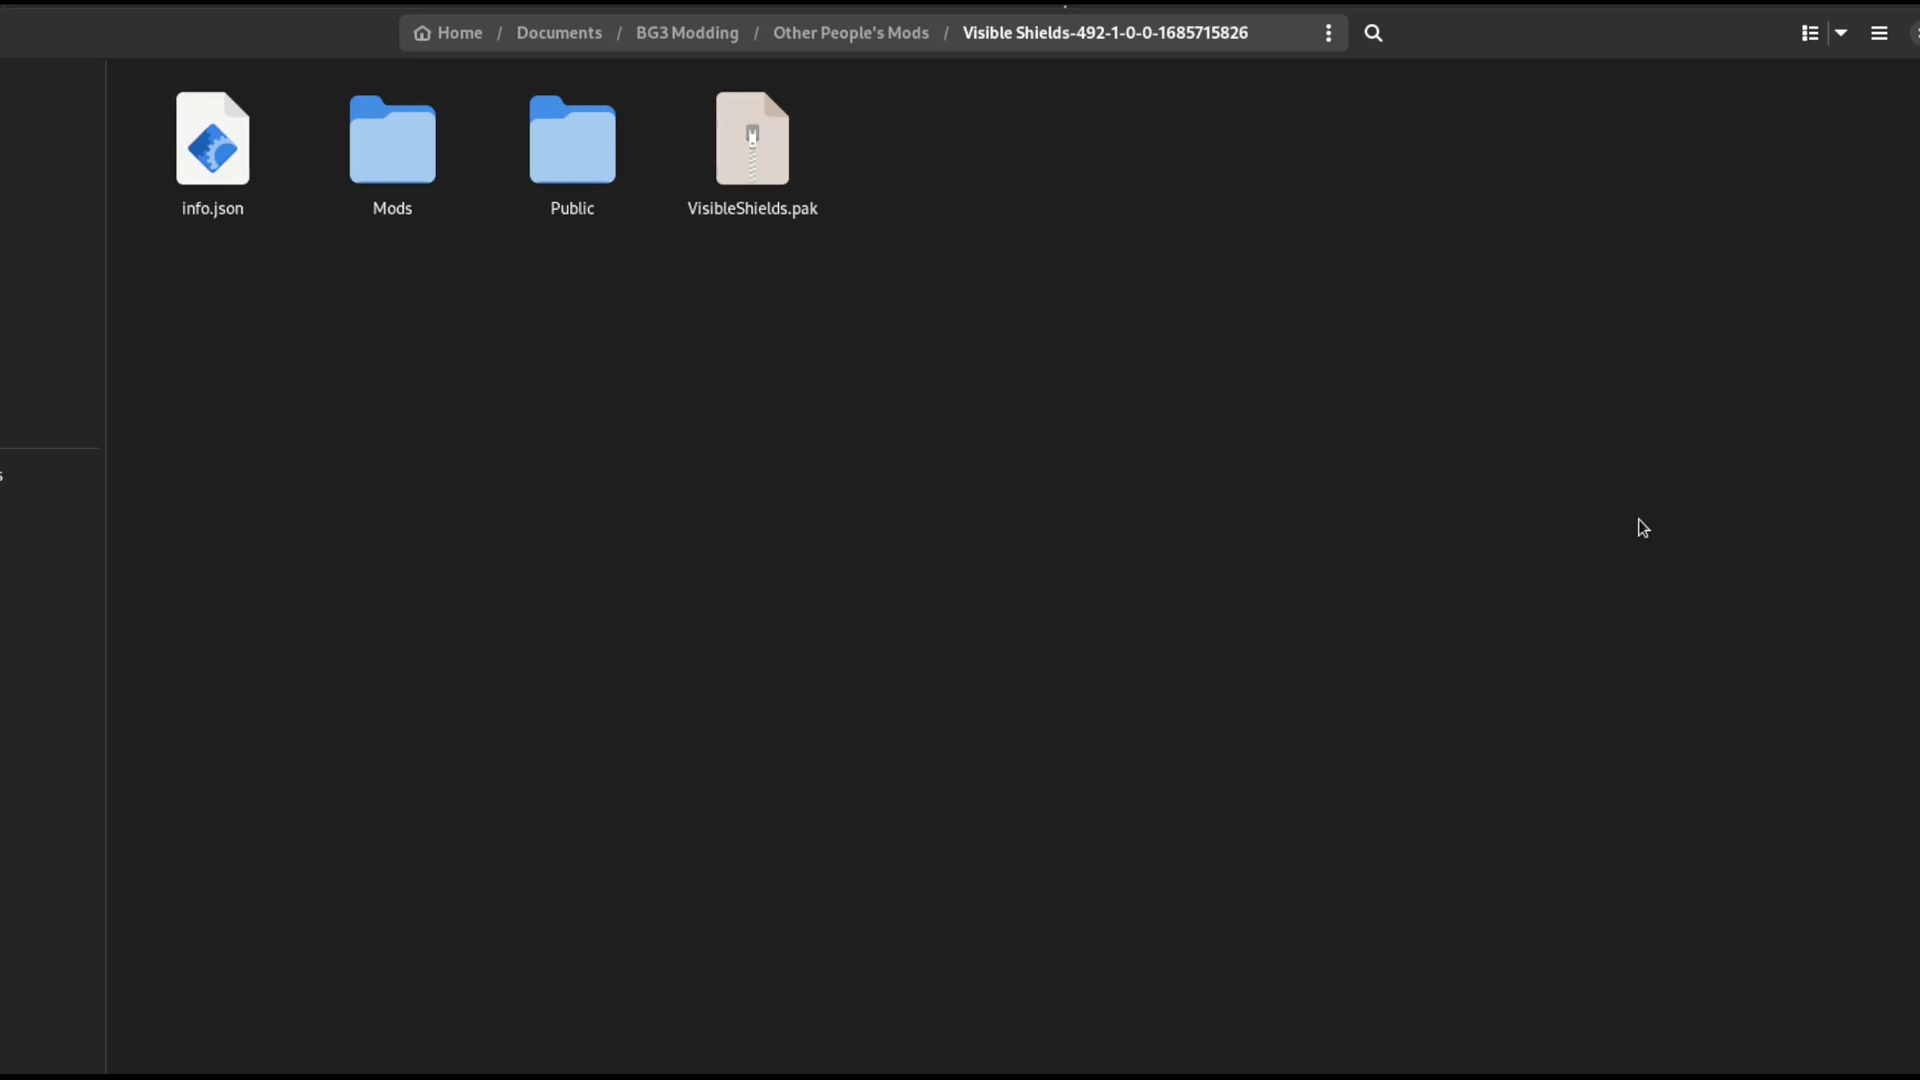 Home / Documents / BG3 Modding / Other People's Mods / Visible Shields-492-1-0-0-1685715826
info.json
Mods
Public
VisibleShields.pak
s